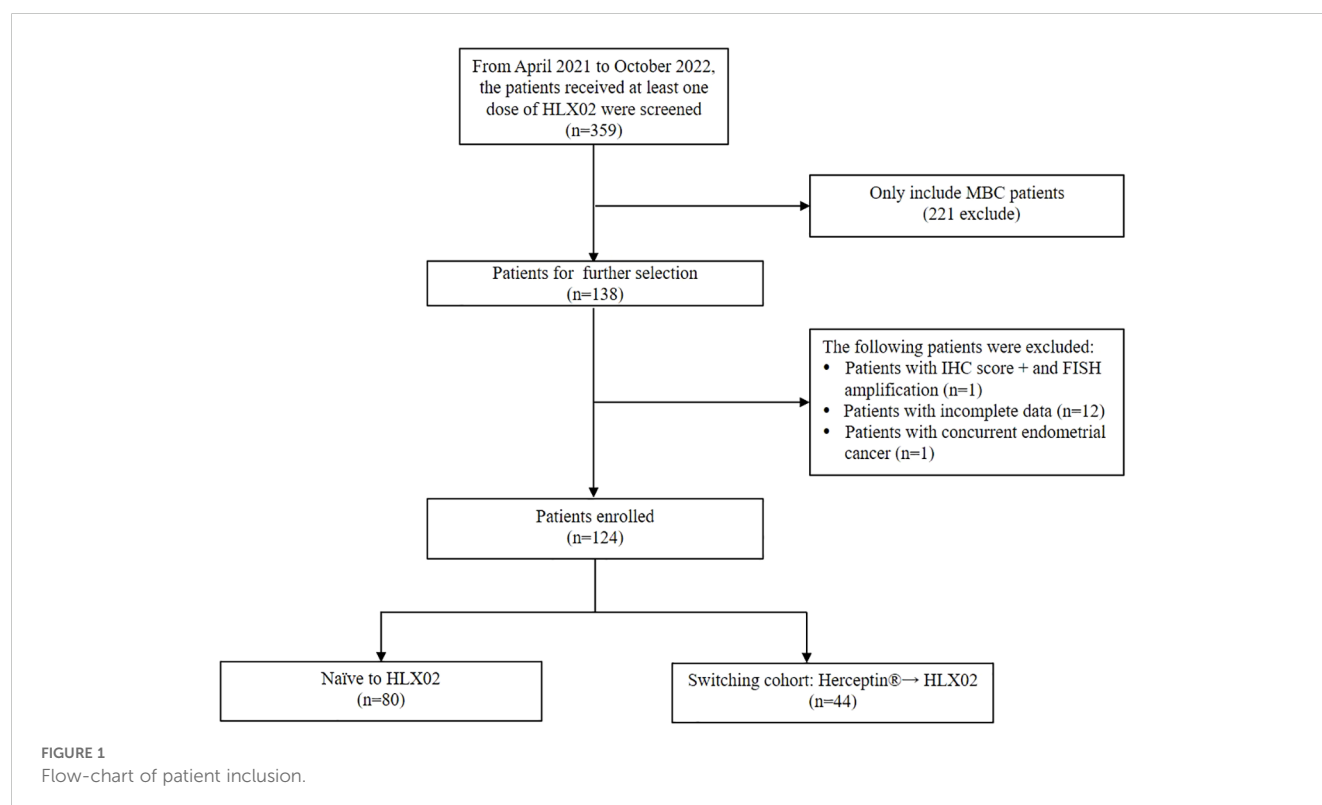 From April 2021 to October 2022,
the patients received at least one
dose of HLX02 were screened
(n=359)
Only include MBC patients
(221 exclude)
Patients for further selection
(n=138)
The following patients were excluded:
• Patients with IHC score + and FISH
amplification (n=1)
• Patients with incomplete data (n=12)
• Patients with concurrent endometrial
cancer (n=1)
Patients enrolled
(n=124)
Naïve to HLX02
(n=80)
Switching cohort: Herceptin®→ HLX02
(n=44)
FIGURE 1
Flow-chart of patient inclusion.